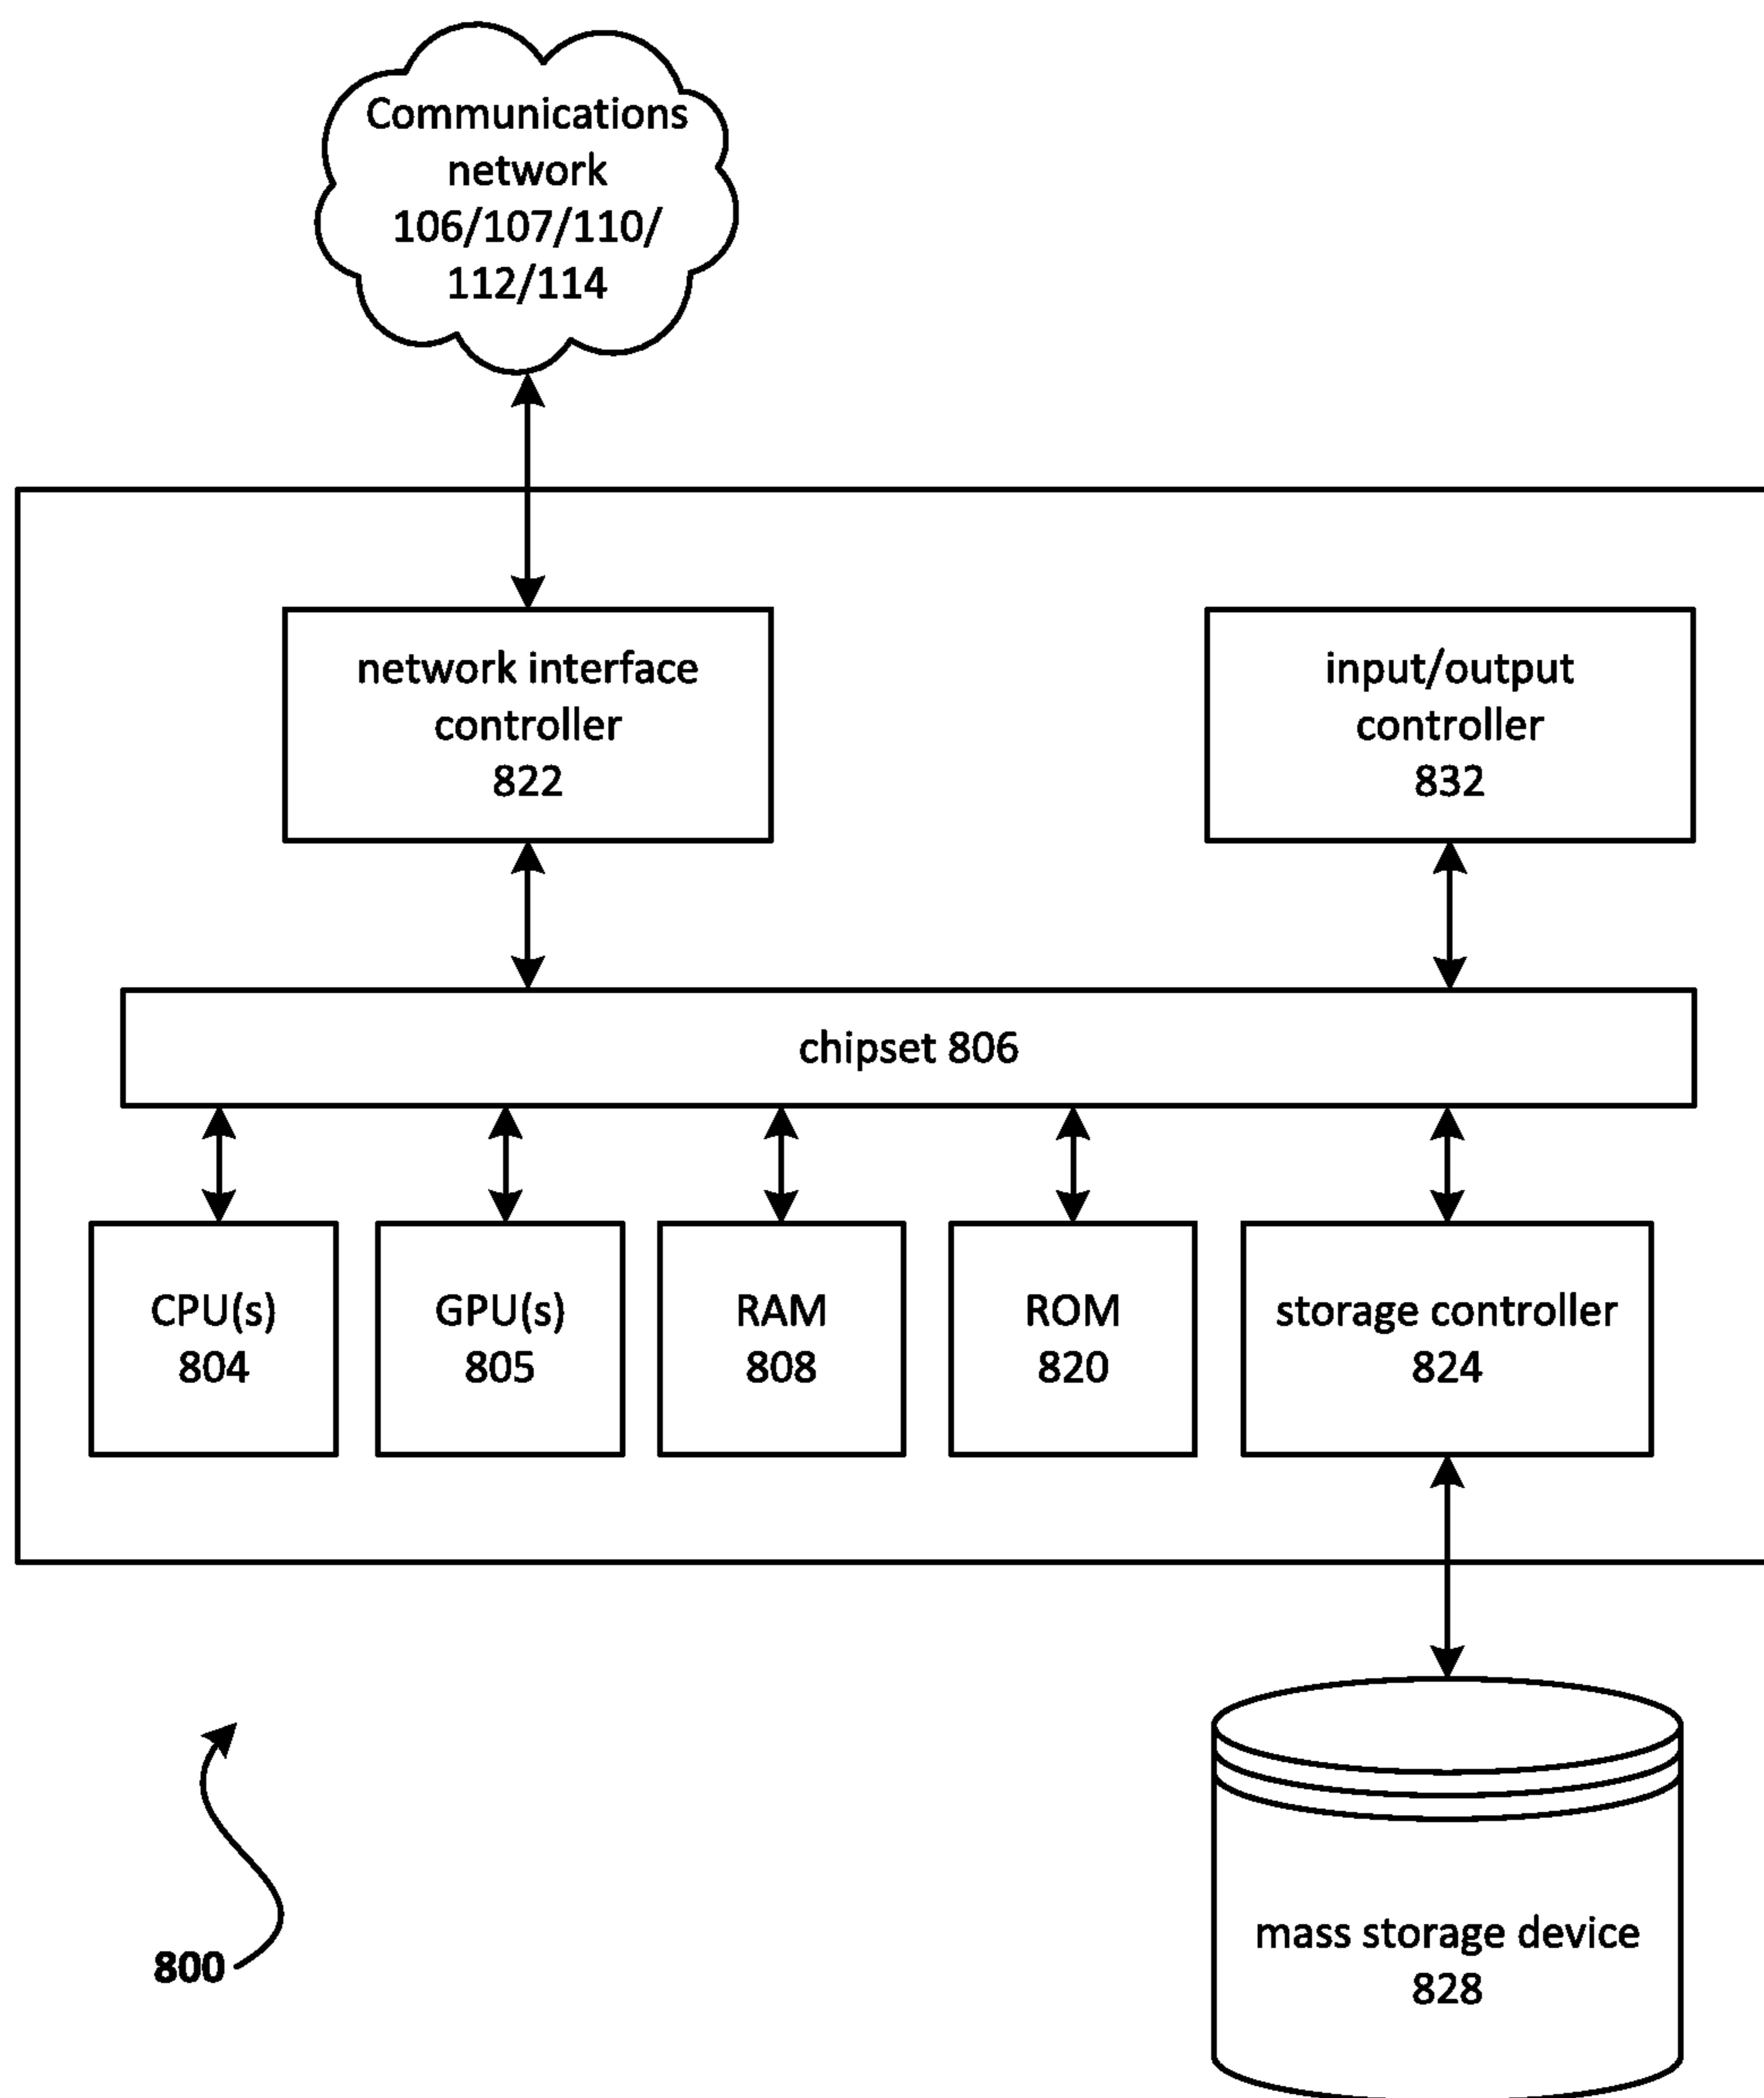 Communications
network
106/107/110/
112/114
network interface
controller
822
input/output
controller
832
chipset 806
CPU(s)
804
GPU(s)
805
RAM
808
ROM
820
storage controller
824
800
mass storage device
828